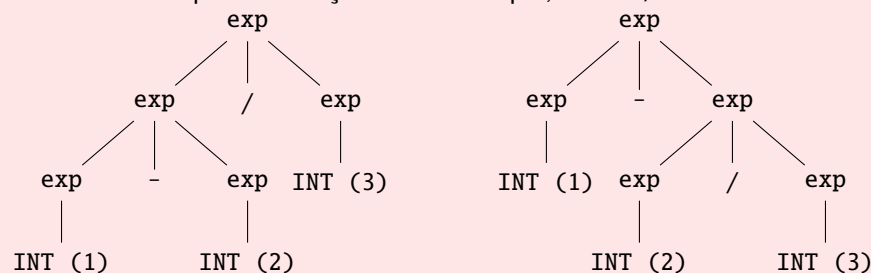 exp exp
exp / exp exp - exp
exp - exp INT (3) INT (1) exp / exp
INT (1) INT (2) INT (2) INT (3)